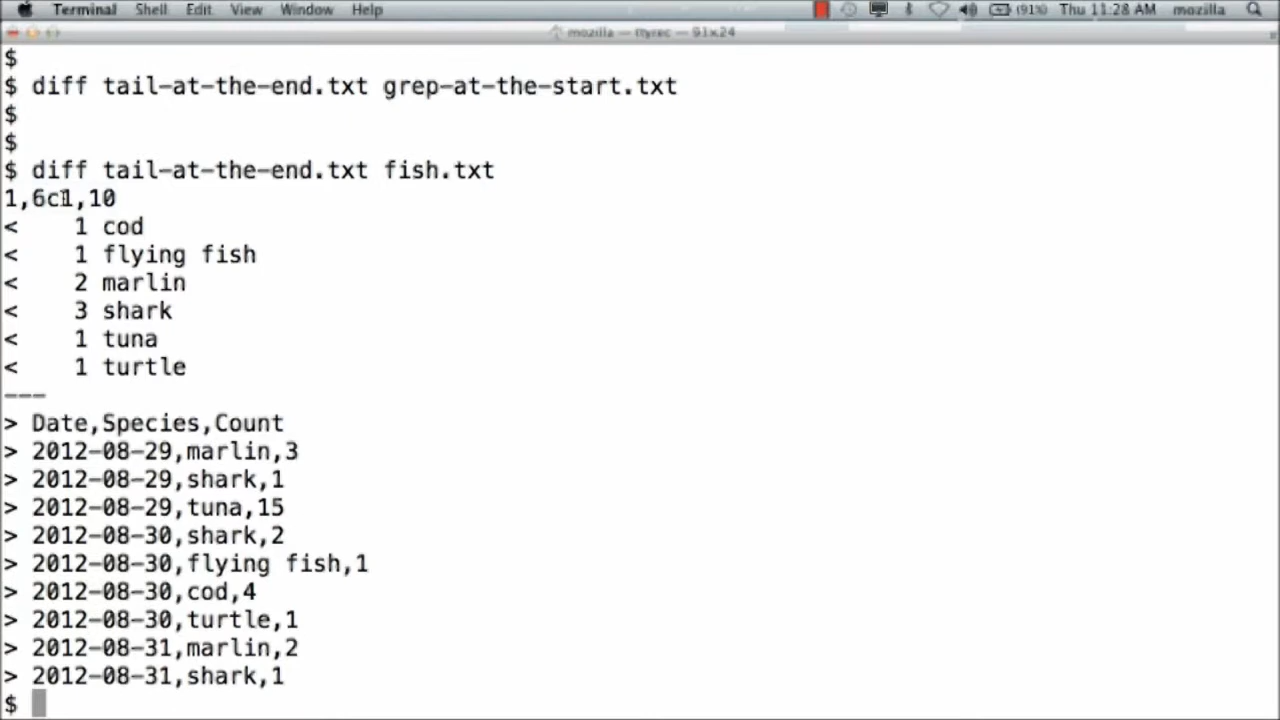 Terminal Shell Edit View Window Help (91%) Thu 11:28 AM mozilla
mozilla — ttyrec — 91x24
$
$ diff tail-at-the-end.txt grep-at-the-start.txt
$
$
$ diff tail-at-the-end.txt fish.txt
1,6c1,10
< 1 cod
< 1 flying fish
< 2 marlin
< 3 shark
< 1 tuna
< 1 turtle
---
> Date,Species,Count
> 2012-08-29,marlin,3
> 2012-08-29,shark,1
> 2012-08-29,tuna,15
> 2012-08-30,shark,2
> 2012-08-30,flying fish,1
> 2012-08-30,cod,4
> 2012-08-30,turtle,1
> 2012-08-31,marlin,2
> 2012-08-31,shark,1
$